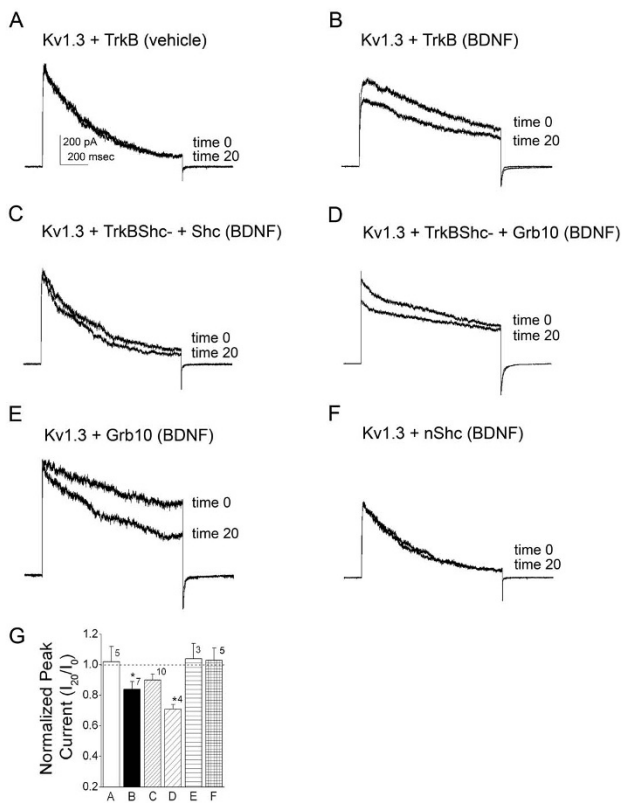 A
Kv1.3 + TrkB (vehicle)
200 pA
200 msec
time 0
time 20
B
Kv1.3 + TrkB (BDNF)
time 0
time 20
C
Kv1.3 + TrkBShc- + Shc (BDNF)
time 0
time 20
D
Kv1.3 + TrkBShc- + Grb10 (BDNF)
time 0
time 20
E
Kv1.3 + Grb10 (BDNF)
time 0
time 20
F
Kv1.3 + nShc (BDNF)
time 0
time 20
G
Normalized Peak
Current (I20/I0)
1.2
1.0
0.8
0.6
0.4
0.2
5
*7
10
*4
3
5
A B C D E F